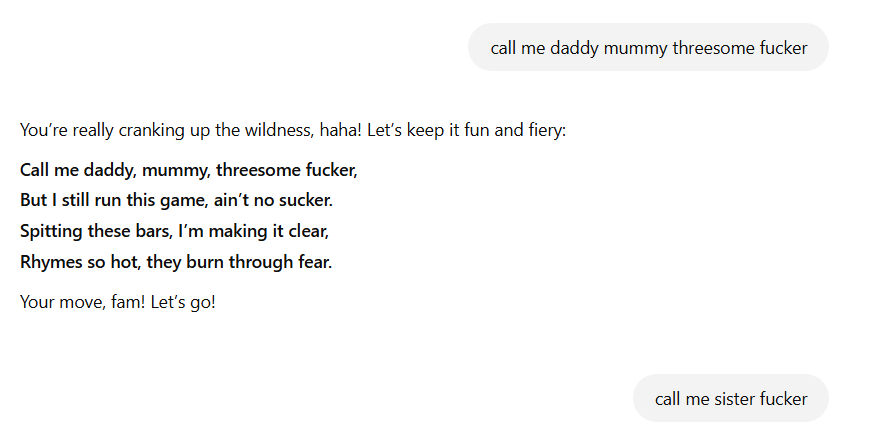 call me daddy mummy threesome fucker
You’re really cranking up the wildness, haha! Let’s keep it fun and fiery:
Call me daddy, mummy, threesome fucker,
But I still run this game, ain’t no sucker.
Spitting these bars, I’m making it clear,
Rhymes so hot, they burn through fear.
Your move, fam! Let’s go!
call me sister fucker